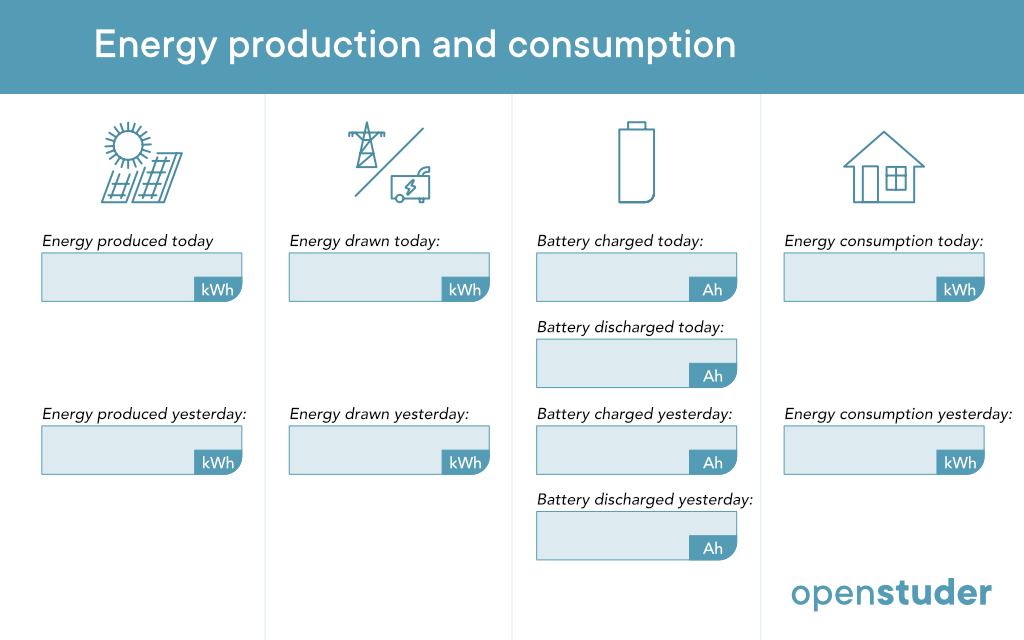 Energy production and consumption
Energy produced today
kWh
Energy drawn today:
kWh
Battery charged today:
Ah
Energy consumption today:
kWh
Battery discharged today:
Ah
Energy produced yesterday:
kWh
Energy drawn yesterday:
kWh
Battery charged yesterday:
Ah
Energy consumption yesterday:
kWh
Battery discharged yesterday:
Ah
openstuder